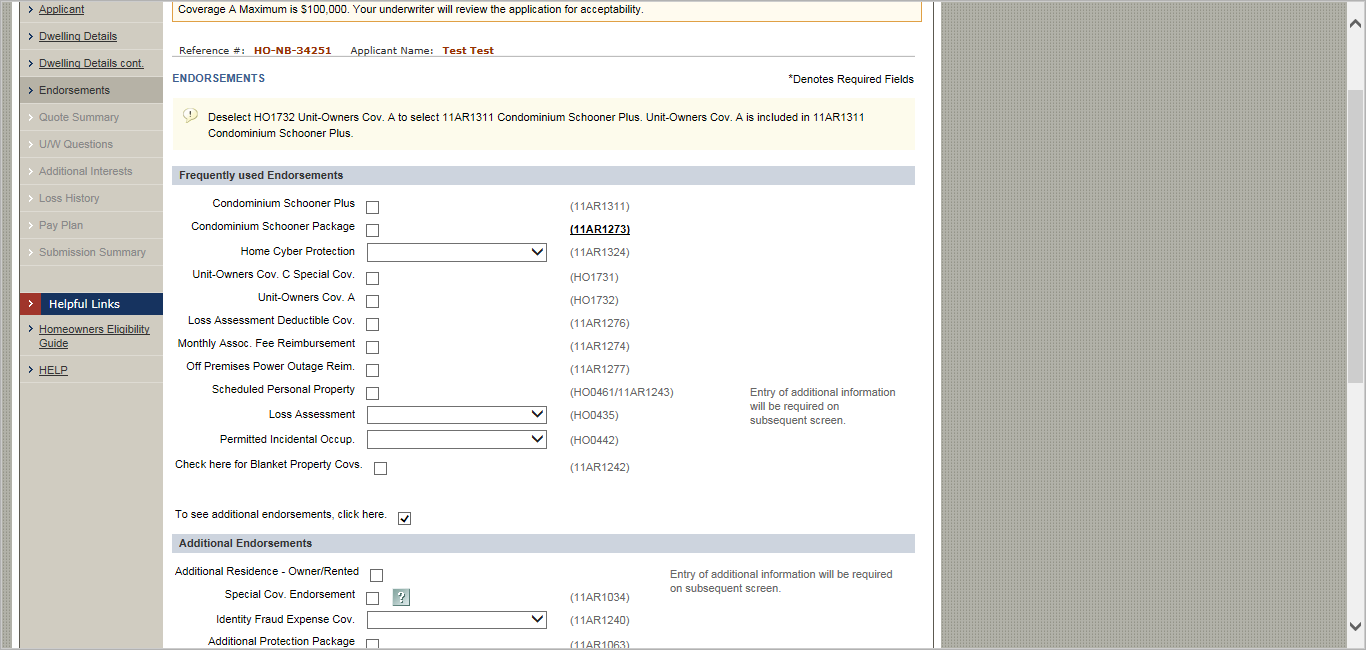 Applicant
Dwelling Details
Dwelling Details cont.
Endorsements
Quote Summary
U/W Questions
Additional Interests
Loss History
Pay Plan
Submission Summary
Helpful Links
Homeowners Eligibility
Guide
HELP
Coverage A Maximum is $100,000. Your underwriter will review the application for acceptability.
Reference #: HO-NB-34251 Applicant Name: Test Test
ENDORSEMENTS
*Denotes Required Fields
Deselect HO1732 Unit-Owners Cov. A to select 11AR1311 Condominium Schooner Plus. Unit-Owners Cov. A is included in 11AR1311
Condominium Schooner Plus.
Frequently used Endorsements
Condominium Schooner Plus (11AR1311)
Condominium Schooner Package (11AR1273)
Home Cyber Protection (11AR1324)
Unit-Owners Cov. C Special Cov. (HO1731)
Unit-Owners Cov. A (HO1732)
Loss Assessment Deductible Cov. (11AR1276)
Monthly Assoc. Fee Reimbursement (11AR1274)
Off Premises Power Outage Reim. (11AR1277)
Scheduled Personal Property (HO0461/11AR1243)
Entry of additional information
will be required on
subsequent screen.
Loss Assessment (HO0435)
Permitted Incidental Occup. (HO0442)
Check here for Blanket Property Covs. (11AR1242)
To see additional endorsements, click here.
Additional Endorsements
Additional Residence - Owner/Rented
Entry of additional information will be required
on subsequent screen.
Special Cov. Endorsement ? (11AR1034)
Identity Fraud Expense Cov. (11AR1240)
Additional Protection Package (11AR1063)